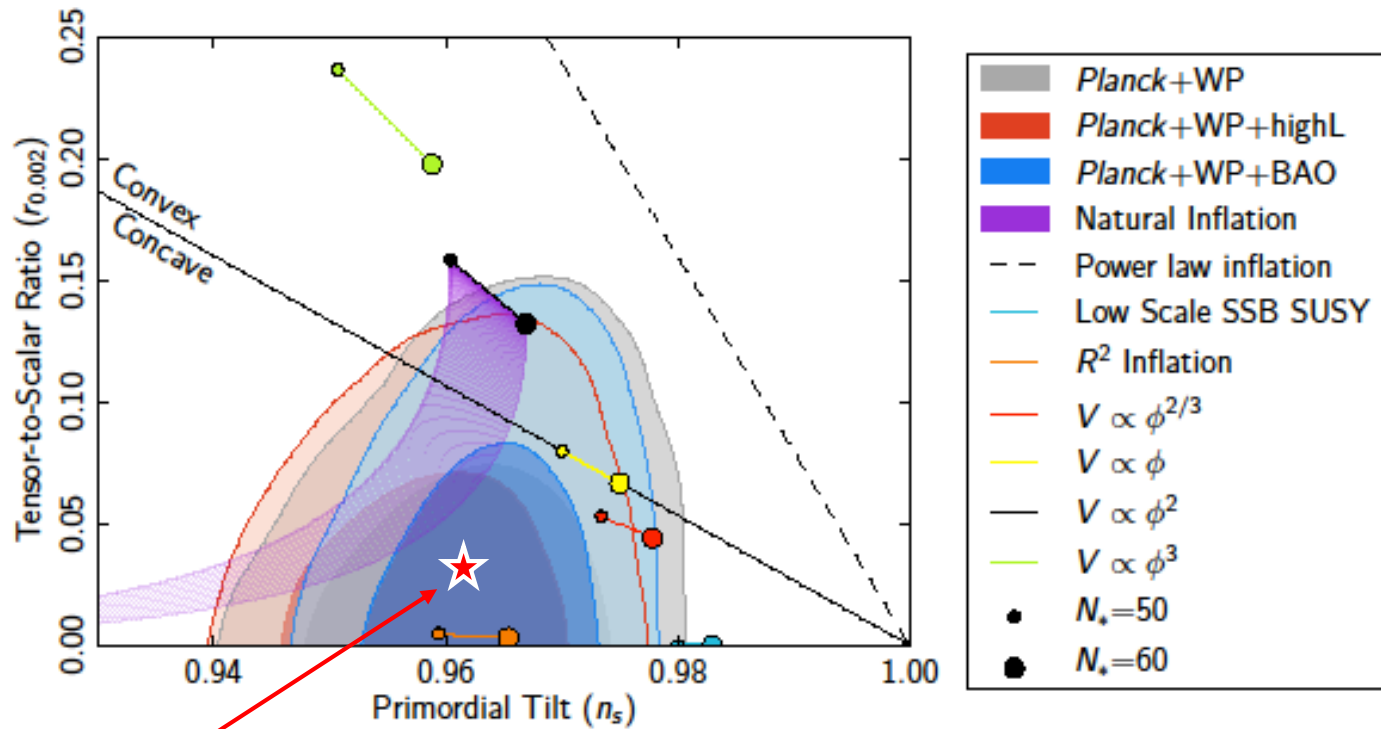 0.25
0.20
0.15
0.10
0.05
0.00
Tensor-to-Scalar Ratio (r0.002)
Convex
Concave
0.94 0.96 0.98 1.00
Primordial Tilt (ns)
Planck+WP
Planck+WP+highL
Planck+WP+BAO
Natural Inflation
Power law inflation
Low Scale SSB SUSY
R² Inflation
V ∝ ϕ^{2/3}
V ∝ ϕ
V ∝ ϕ²
V ∝ ϕ³
N*=50
N*=60